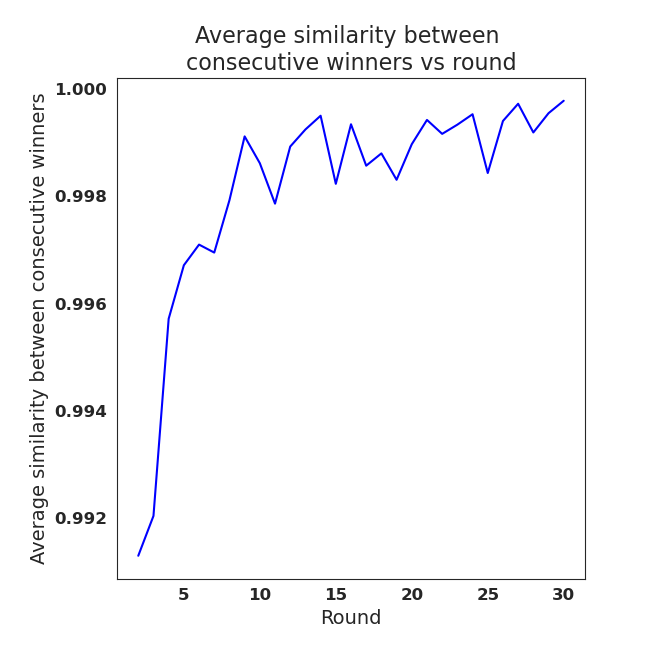 Average similarity between
consecutive winners vs round
Average similarity between consecutive winners
1.000
0.998
0.996
0.994
0.992
5 10 15 20 25 30
Round